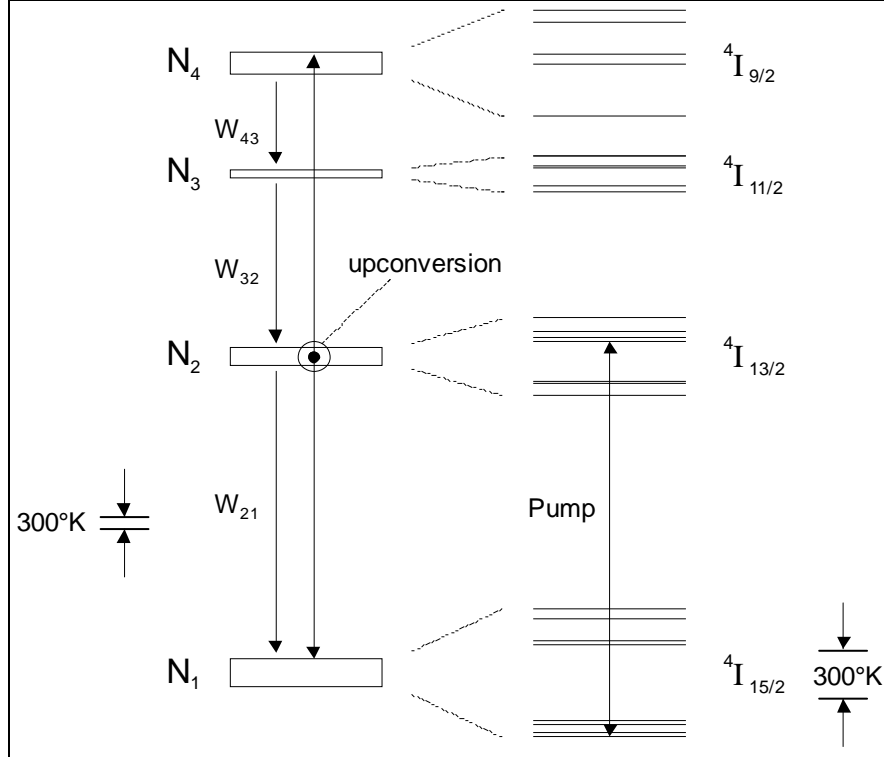 N₄
⁴I₉/₂
W₄₃
N₃
⁴I₁₁/₂
W₃₂
upconversion
N₂
⁴I₁₃/₂
W₂₁
300°K
Pump
N₁
⁴I₁₅/₂
300°K